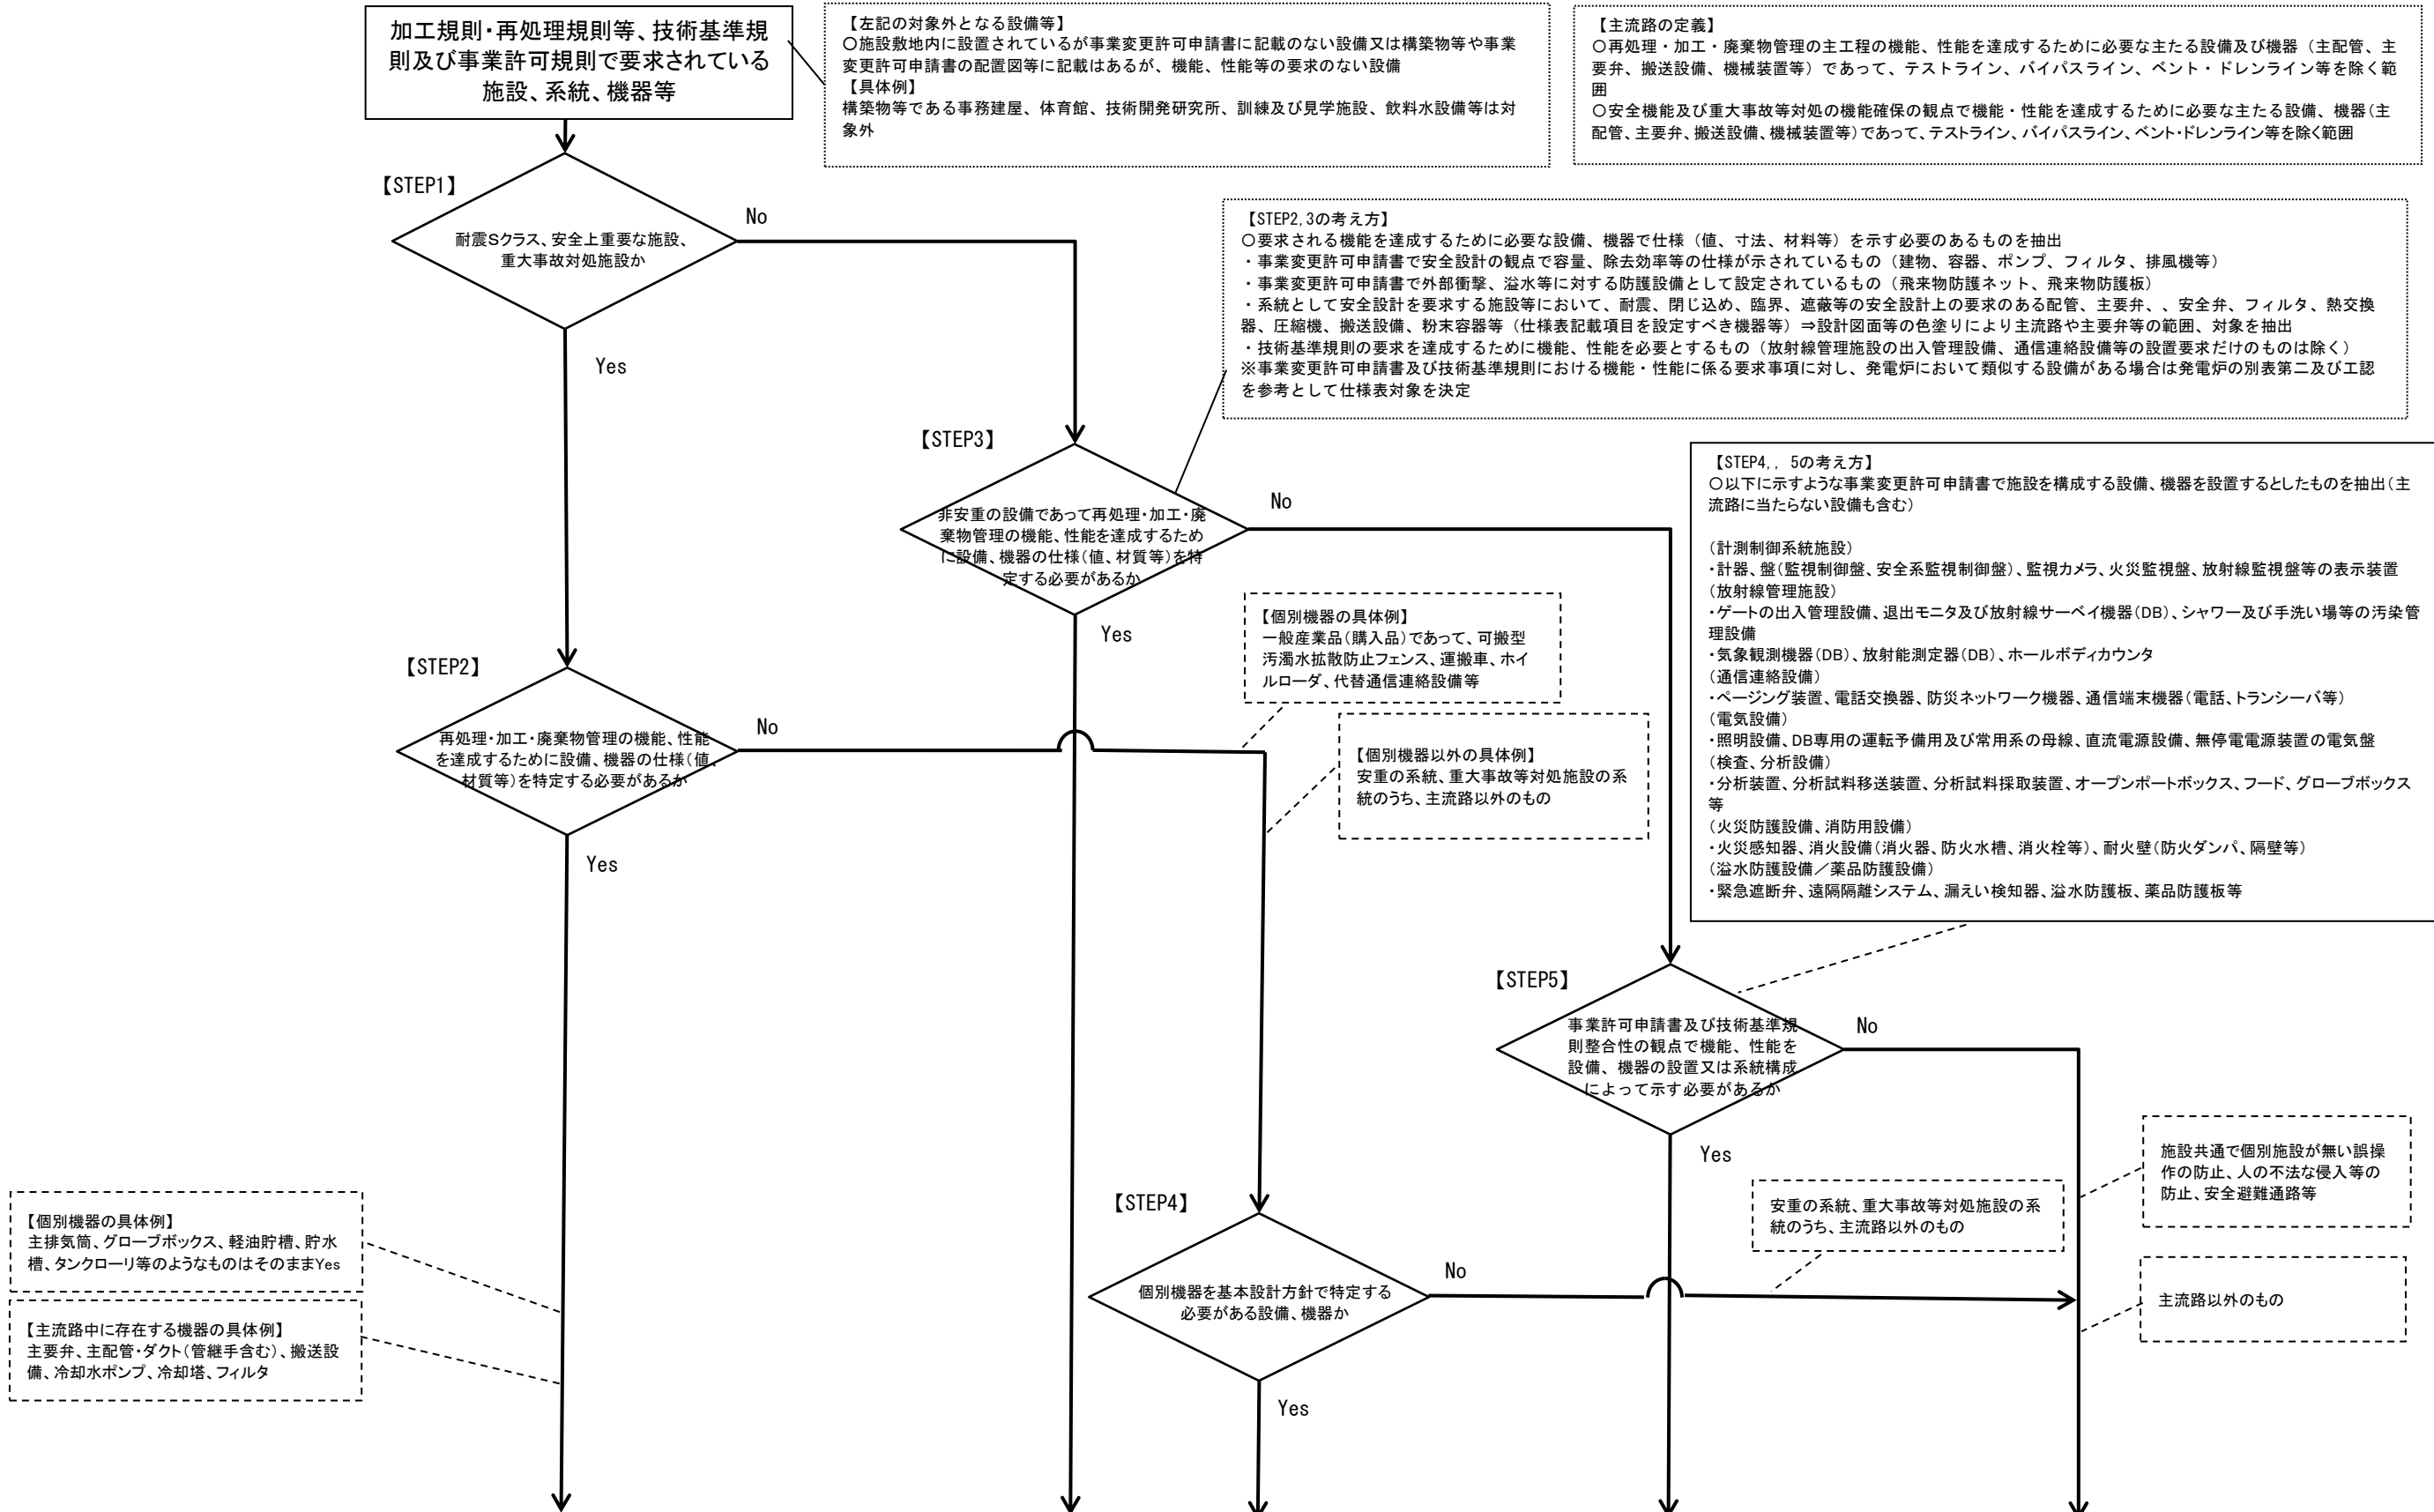 加工規則・再処理規則等、技術基準規
則及び事業許可規則で要求されている
施設、系統、機器等
【左記の対象外となる設備等】
〇施設敷地内に設置されているが事業変更許可申請書に記載のない設備又は構築物等や事業
変更許可申請書の配置図等に記載はあるが、機能、性能等の要求のない設備
【具体例】
構築物等である事務建屋、体育館、技術開発研究所、訓練及び見学施設、飲料水設備等は対
象外
【主流路の定義】
〇再処理・加工・廃棄物管理の主工程の機能、性能を達成するために必要な主たる設備及び機器（主配管、主
要弁、搬送設備、機械装置等）であって、テストライン、バイパスライン、ベント・ドレンライン等を除く範
囲
〇安全機能及び重大事故等対処の機能確保の観点で機能・性能を達成するために必要な主たる設備、機器（主
配管、主要弁、搬送設備、機械装置等）であって、テストライン、バイパスライン、ベント・ドレンライン等を除く範囲
【STEP1】
耐震Sクラス、安全上重要な施設、
重大事故対処施設か
No
Yes
【STEP2,3の考え方】
〇要求される機能を達成するために必要な設備、機器で仕様（値、寸法、材料等）を示す必要のあるものを抽出
・事業変更許可申請書で安全設計の観点で容量、除去効率等の仕様が示されているもの（建物、容器、ポンプ、フィルタ、排風機等）
・事業変更許可申請書で外部衝撃、溢水等に対する防護設備として設定されているもの（飛来物防護ネット、飛来物防護板）
・系統として安全設計を要求する施設等において、耐震、閉じ込め、臨界、遮蔽等の安全設計上の要求のある配管、主要弁、、安全弁、フィルタ、熱交換
器、圧縮機、搬送設備、粉末容器等（仕様表記載項目を設定すべき機器等）⇒設計図面等の色塗りにより主流路や主要弁等の範囲、対象を抽出
・技術基準規則の要求を達成するために機能、性能を必要とするもの（放射線管理施設の出入管理設備、通信連絡設備等の設置要求だけのものは除く）
※事業変更許可申請書及び技術基準規則における機能・性能に係る要求事項に対し、発電炉において類似する設備がある場合は発電炉の別表第二及び工認
を参考として仕様表対象を決定
【STEP3】
非安重の設備であって再処理・加工・廃
棄物管理の機能、性能を達成するため
に設備、機器の仕様（値、材質等）を特
定する必要があるか
No
Yes
【STEP4,, 5の考え方】
〇以下に示すような事業変更許可申請書で施設を構成する設備、機器を設置するとしたものを抽出（主
流路に当たらない設備も含む）
（計測制御系統施設）
・計器、盤（監視制御盤、安全系監視制御盤）、監視カメラ、火災監視盤、放射線監視盤等の表示装置
（放射線管理施設）
・ゲートの出入管理設備、退出モニタ及び放射線サーベイ機器（DB）、シャワー及び手洗い場等の汚染管
理設備
・気象観測機器（DB）、放射能測定器（DB）、ホールボディカウンタ
（通信連絡設備）
・ページング装置、電話交換器、防災ネットワーク機器、通信端末機器（電話、トランシーバ等）
（電気設備）
・照明設備、DB専用の運転予備用及び常用系の母線、直流電源設備、無停電電源装置の電気盤
（検査、分析設備）
・分析装置、分析試料移送装置、分析試料採取装置、オープンポートボックス、フード、グローブボックス
等
（火災防護設備、消防用設備）
・火災感知器、消火設備（消火器、防火水槽、消火栓等）、耐火壁（防火ダンパ、隔壁等）
（溢水防護設備／薬品防護設備）
・緊急遮断弁、遠隔隔離システム、漏えい検知器、溢水防護板、薬品防護板等
【個別機器の具体例】
一般産業品（購入品）であって、可搬型
汚濁水拡散防止フェンス、運搬車、ホイ
ルローダ、代替通信連絡設備等
【STEP2】
再処理・加工・廃棄物管理の機能、性能
を達成するために設備、機器の仕様（値、
材質等）を特定する必要があるか
No
Yes
【個別機器以外の具体例】
安重の系統、重大事故等対処施設の系
統のうち、主流路以外のもの
【STEP5】
事業許可申請書及び技術基準規
則整合性の観点で機能、性能を
設備、機器の設置又は系統構成
によって示す必要があるか
No
Yes
施設共通で個別施設が無い誤操
作の防止、人の不法な侵入等の
防止、安全避難通路等
安重の系統、重大事故等対処施設の系
統のうち、主流路以外のもの
【STEP4】
個別機器を基本設計方針で特定する
必要がある設備、機器か
No
Yes
主流路以外のもの
【個別機器の具体例】
主排気筒、グローブボックス、軽油貯槽、貯水
槽、タンクローリ等のようなものはそのままYes
【主流路中に存在する機器の具体例】
主要弁、主配管・ダクト（管継手含む）、搬送設
備、冷却水ポンプ、冷却塔、フィルタ